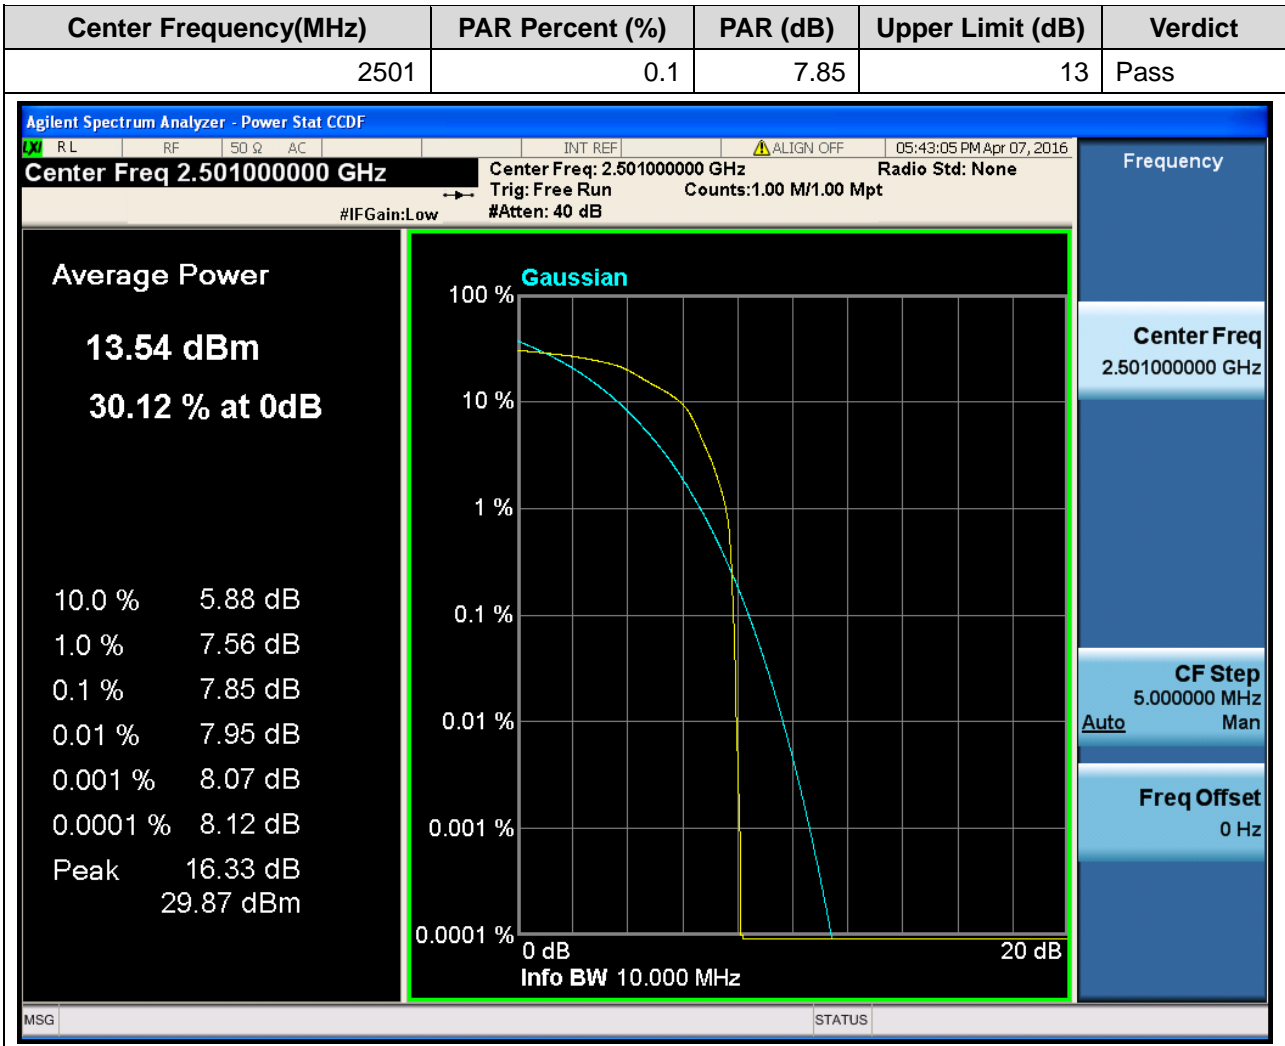 Center Frequency(MHz) PAR Percent (%) PAR (dB) Upper Limit (dB) Verdict
2501 0.1 7.85 13 Pass
Agilent Spectrum Analyzer - Power Stat CCDF
LXI RL RF 50 Ω AC INT REF ALIGN OFF 05:43:05 PM Apr 07, 2016
Center Freq 2.501000000 GHz
Center Freq: 2.501000000 GHz Radio Std: None
Trig: Free Run Counts:1.00 M/1.00 Mpt
#IFGain:Low #Atten: 40 dB
Frequency
Average Power
13.54 dBm
30.12 % at 0dB
10.0 % 5.88 dB
1.0 % 7.56 dB
0.1 % 7.85 dB
0.01 % 7.95 dB
0.001 % 8.07 dB
0.0001 % 8.12 dB
Peak 16.33 dB
29.87 dBm
Gaussian
100 %
10 %
1 %
0.1 %
0.01 %
0.001 %
0.0001 %
0 dB 20 dB
Info BW 10.000 MHz
Center Freq
2.501000000 GHz
CF Step
5.000000 MHz
Auto Man
Freq Offset
0 Hz
MSG STATUS